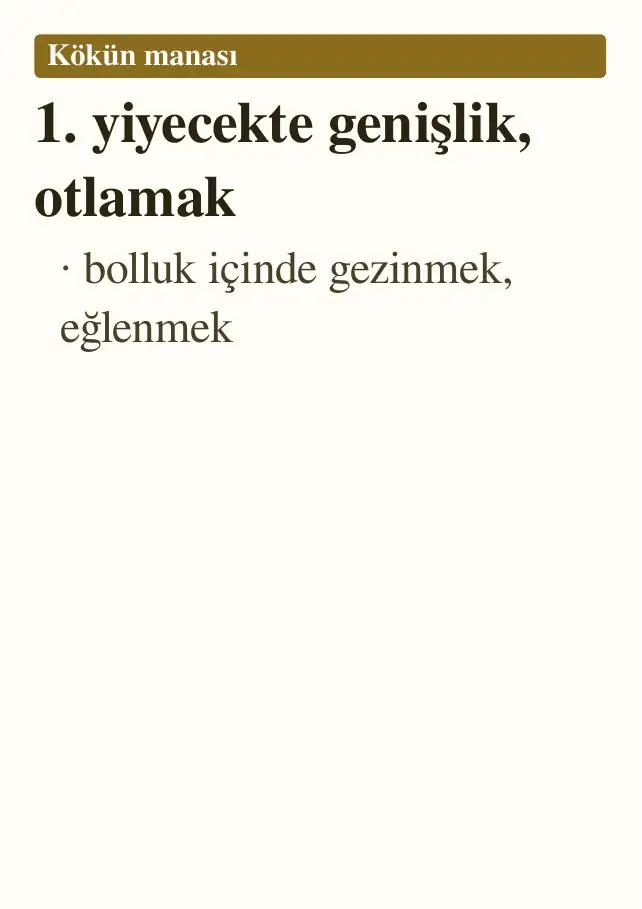 Kökün manası
1. yiyecekte genişlik,
otlamak
· bolluk içinde gezinmek,
eğlenmek